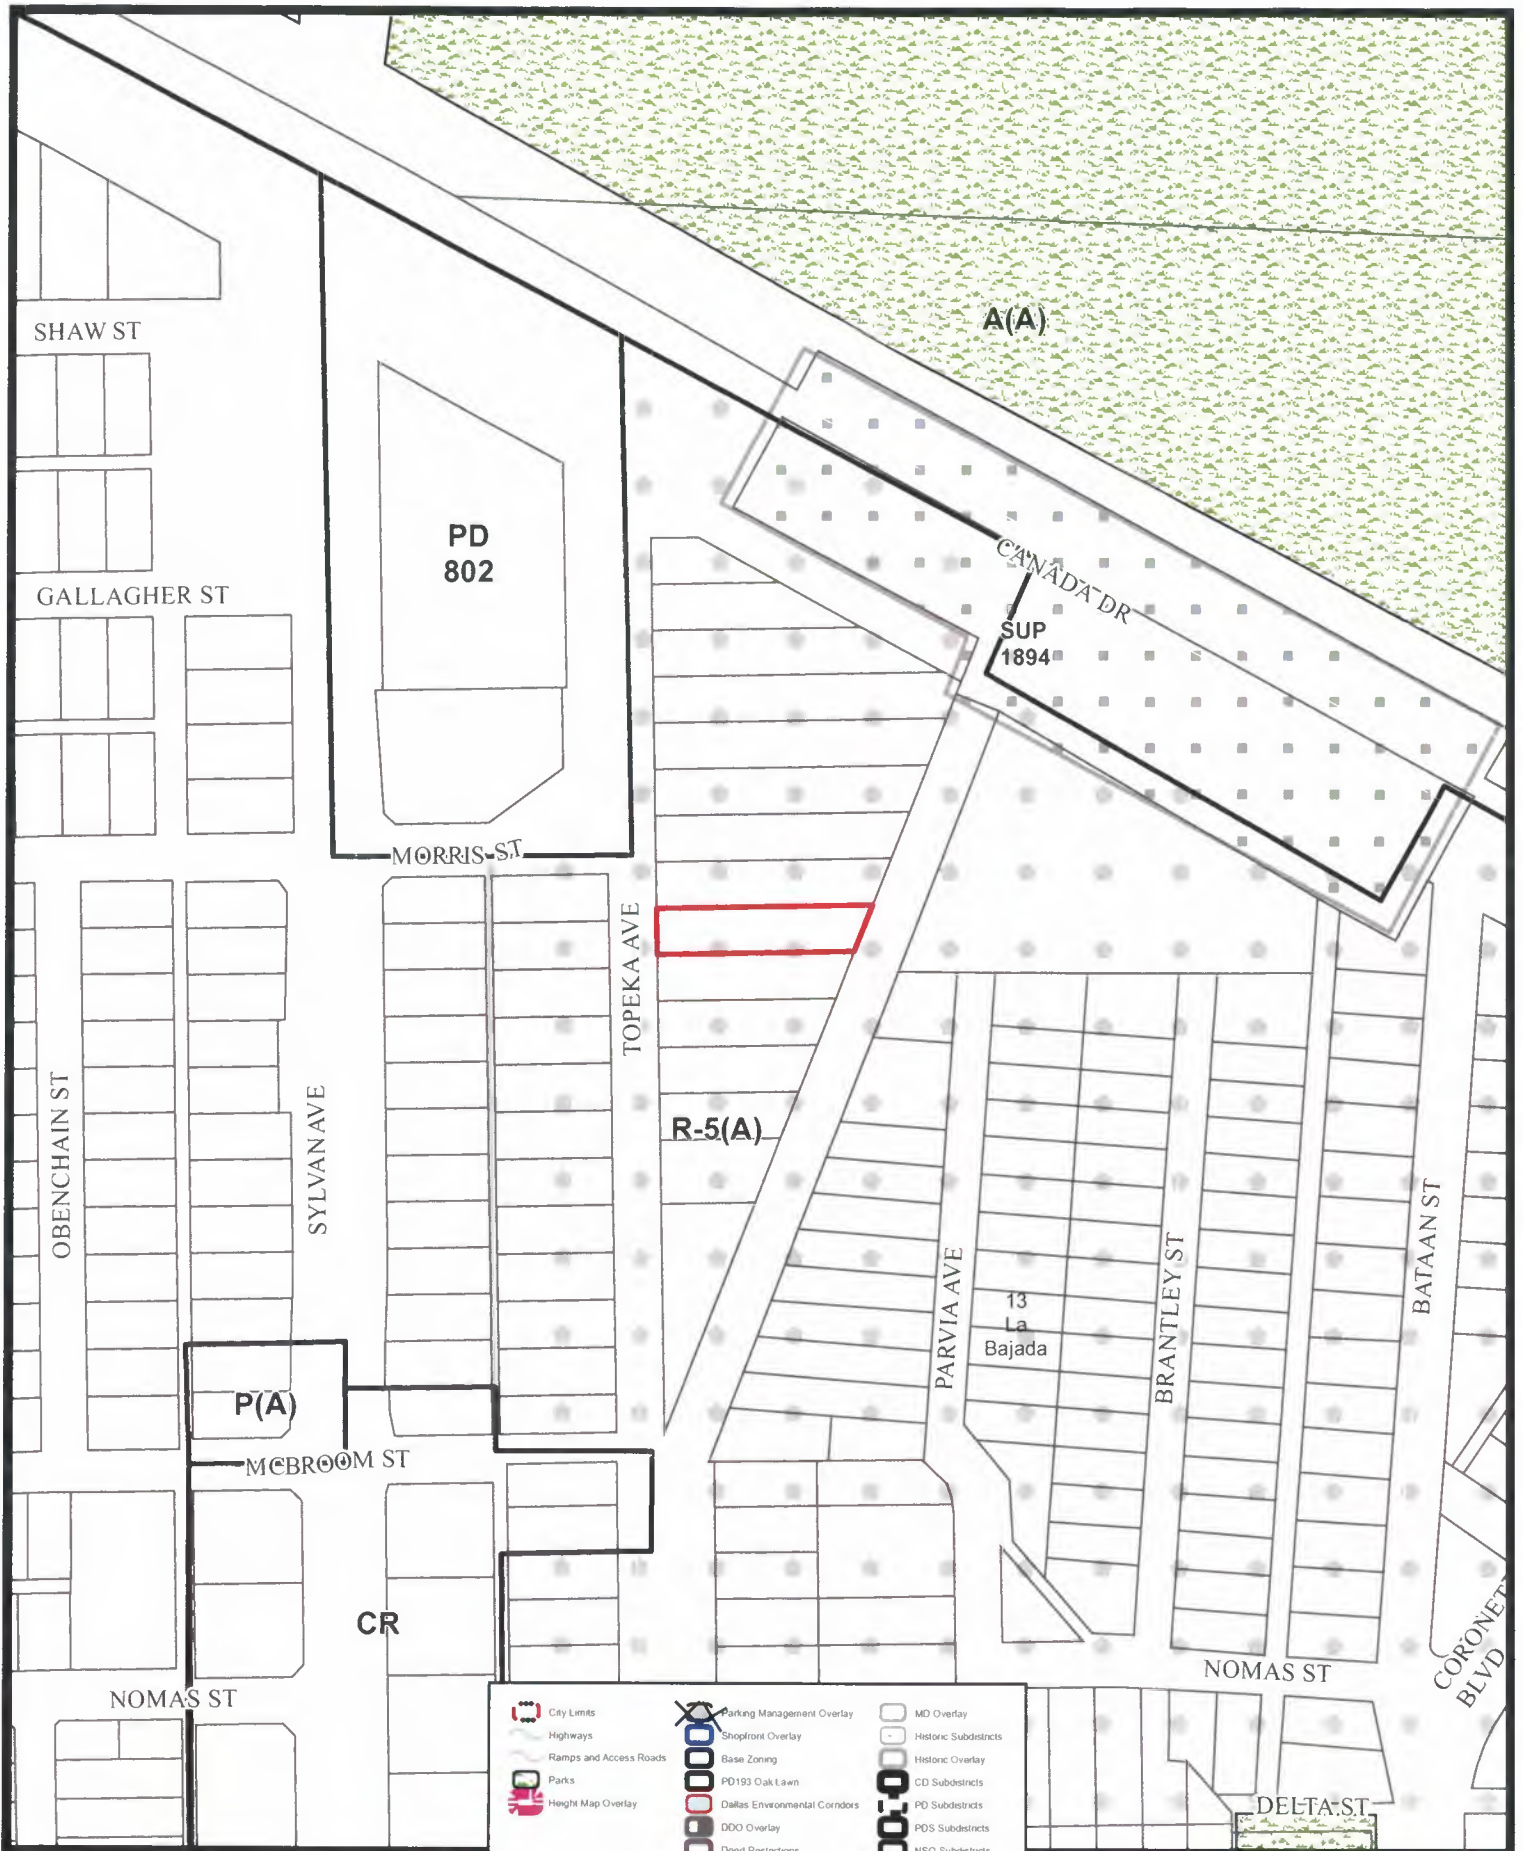 A(A)
SHAW ST
PD
802
CANADA DR
GALLAGHER ST
SUP
1894
MORRIS ST
TOPEKA AVE
OBENCHAIN ST
SYLVAN AVE
R-5(A)
PARVIA AVE
13
La
Bajada
BRANTLEY ST
BATAAN ST
P(A)
MCBROOM ST
CR
NOMAS ST
NOMAS ST
CORONET
BLVD
DELTA ST
City Limits
Highways
Ramps and Access Roads
Parks
Height Map Overlay
Parking Management Overlay
Shopfront Overlay
Base Zoning
PD193 Oak Lawn
Dallas Environmental Corridors
DDO Overlay
Deed Restrictions
MD Overlay
Historic Subdistricts
Historic Overlay
CD Subdistricts
PD Subdistricts
PDS Subdistricts
NSO Subdistricts